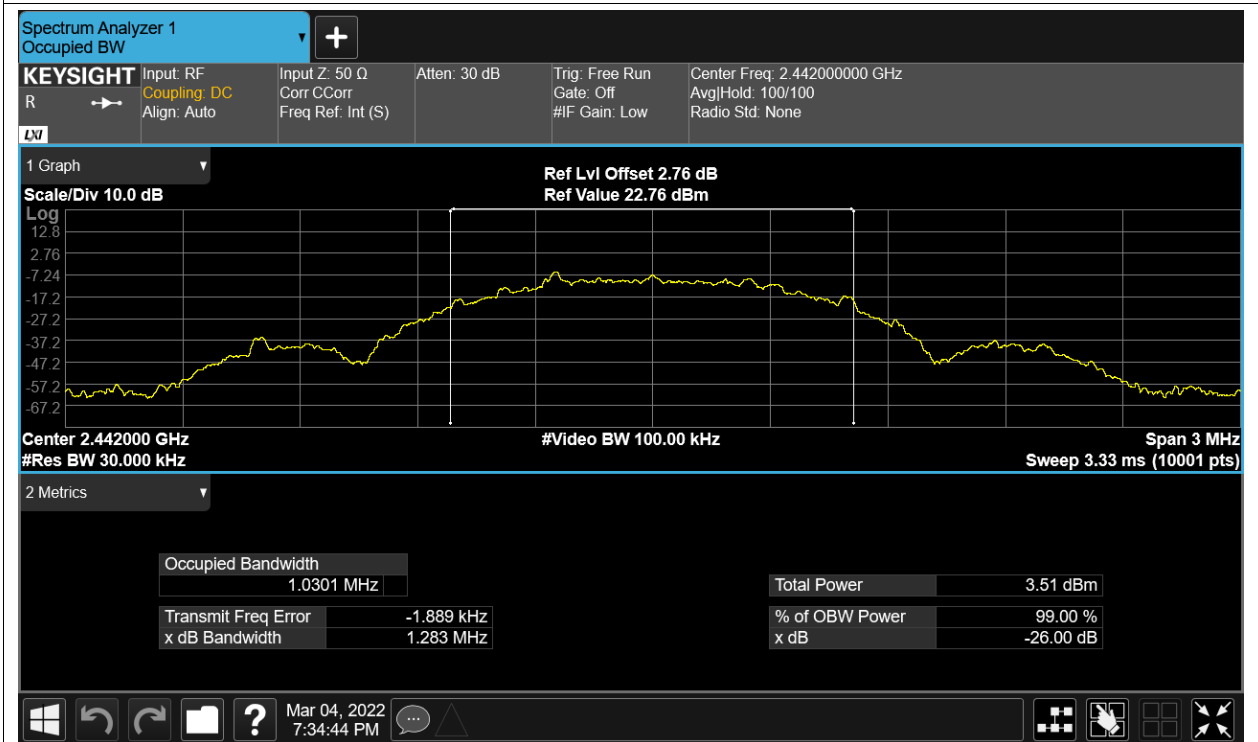 Spectrum Analyzer 1
Occupied BW
KEYSIGHT
R
LXI
Input: RF
Coupling: DC
Align: Auto
Input Z: 50 Ω
Corr CCorr
Freq Ref: Int (S)
Atten: 30 dB
Trig: Free Run
Gate: Off
#IF Gain: Low
Center Freq: 2.442000000 GHz
Avg|Hold: 100/100
Radio Std: None
1 Graph
Scale/Div 10.0 dB
Ref Lvl Offset 2.76 dB
Ref Value 22.76 dBm
Log
12.8
2.76
-7.24
-17.2
-27.2
-37.2
-47.2
-57.2
-67.2
Center 2.442000 GHz
#Video BW 100.00 kHz
Span 3 MHz
#Res BW 30.000 kHz
Sweep 3.33 ms (10001 pts)
2 Metrics
Occupied Bandwidth
1.0301 MHz
Total Power 3.51 dBm
Transmit Freq Error -1.889 kHz
% of OBW Power 99.00 %
x dB Bandwidth 1.283 MHz
x dB -26.00 dB
?
Mar 04, 2022
7:34:44 PM